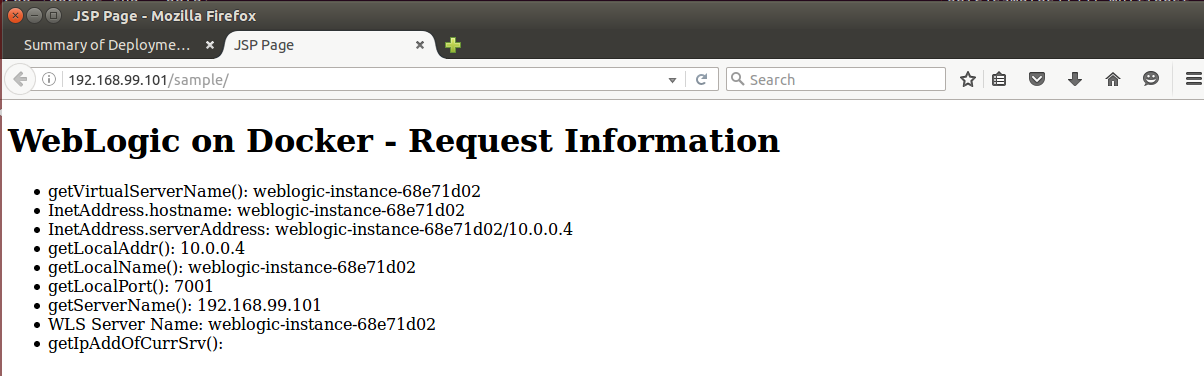 JSP Page - Mozilla Firefox
Summary of Deployme... JSP Page
192.168.99.101/sample/ Search
WebLogic on Docker - Request Information
• getVirtualServerName(): weblogic-instance-68e71d02
• InetAddress.hostname: weblogic-instance-68e71d02
• InetAddress.serverAddress: weblogic-instance-68e71d02/10.0.0.4
• getLocalAddr(): 10.0.0.4
• getLocalName(): weblogic-instance-68e71d02
• getLocalPort(): 7001
• getServerName(): 192.168.99.101
• WLS Server Name: weblogic-instance-68e71d02
• getIpAddOfCurrSrv():